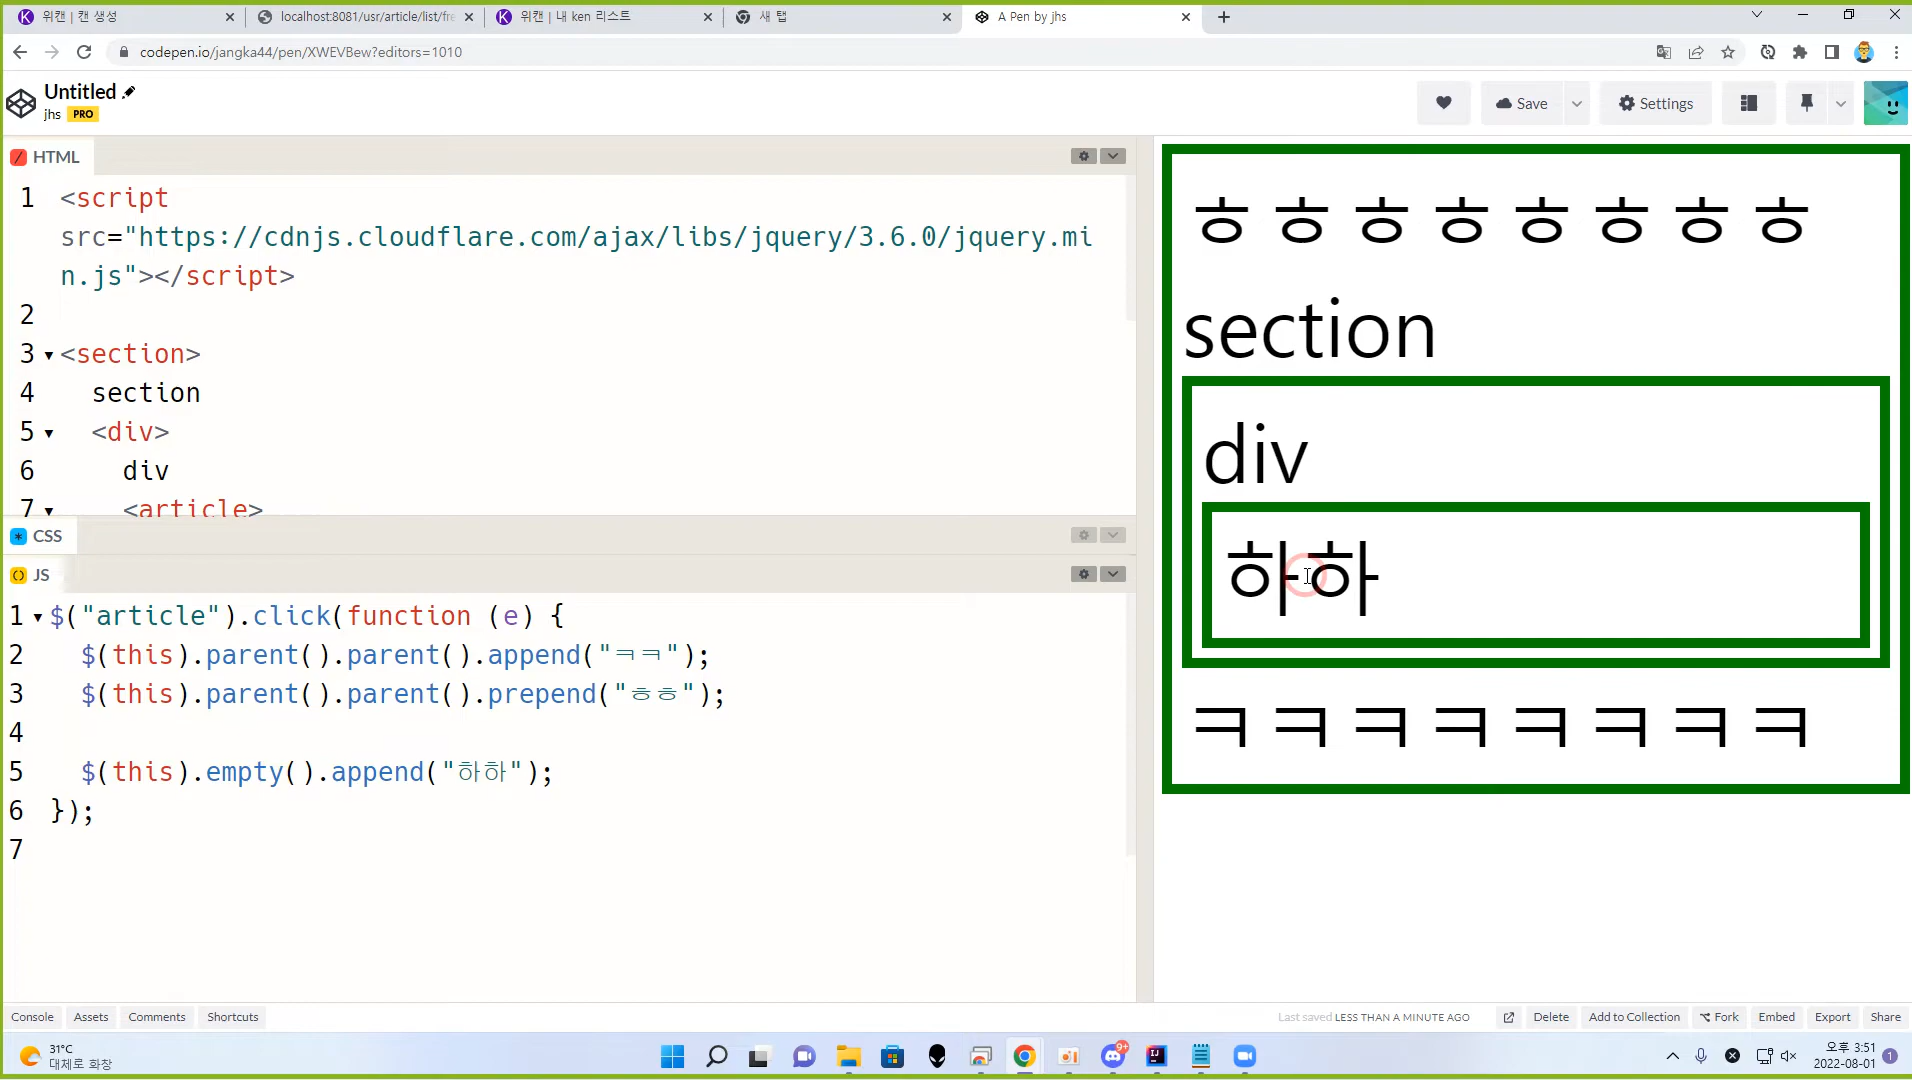 위캔 | 캔 생성
localhost:8081/usr/article/list/fre
위캔 | 내 ken 리스트
새 탭
A Pen by jhs
codepen.io/jangka44/pen/XWEVBew?editors=1010
Untitled
jhs PRO
Save
Settings
HTML
1 <script
src="https://cdnjs.cloudflare.com/ajax/libs/jquery/3.6.0/jquery.mi
n.js"></script>
2
3 <section>
4 section
5 <div>
6 div
7 <article>
CSS
JS
1 $("article").click(function (e) {
2 $(this).parent().parent().append("ㅋㅋ");
3 $(this).parent().parent().prepend("ㅎㅎ");
4
5 $(this).empty().append("하하");
6 });
7
ㅎㅎㅎㅎㅎㅎㅎㅎ
section
div
하하
ㅋㅋㅋㅋㅋㅋㅋㅋ
Console Assets Comments Shortcuts
Last saved LESS THAN A MINUTE AGO
Delete Add to Collection Fork Embed Export Share
31°C
대체로 화창
9+
오후 3:51
2022-08-01
1